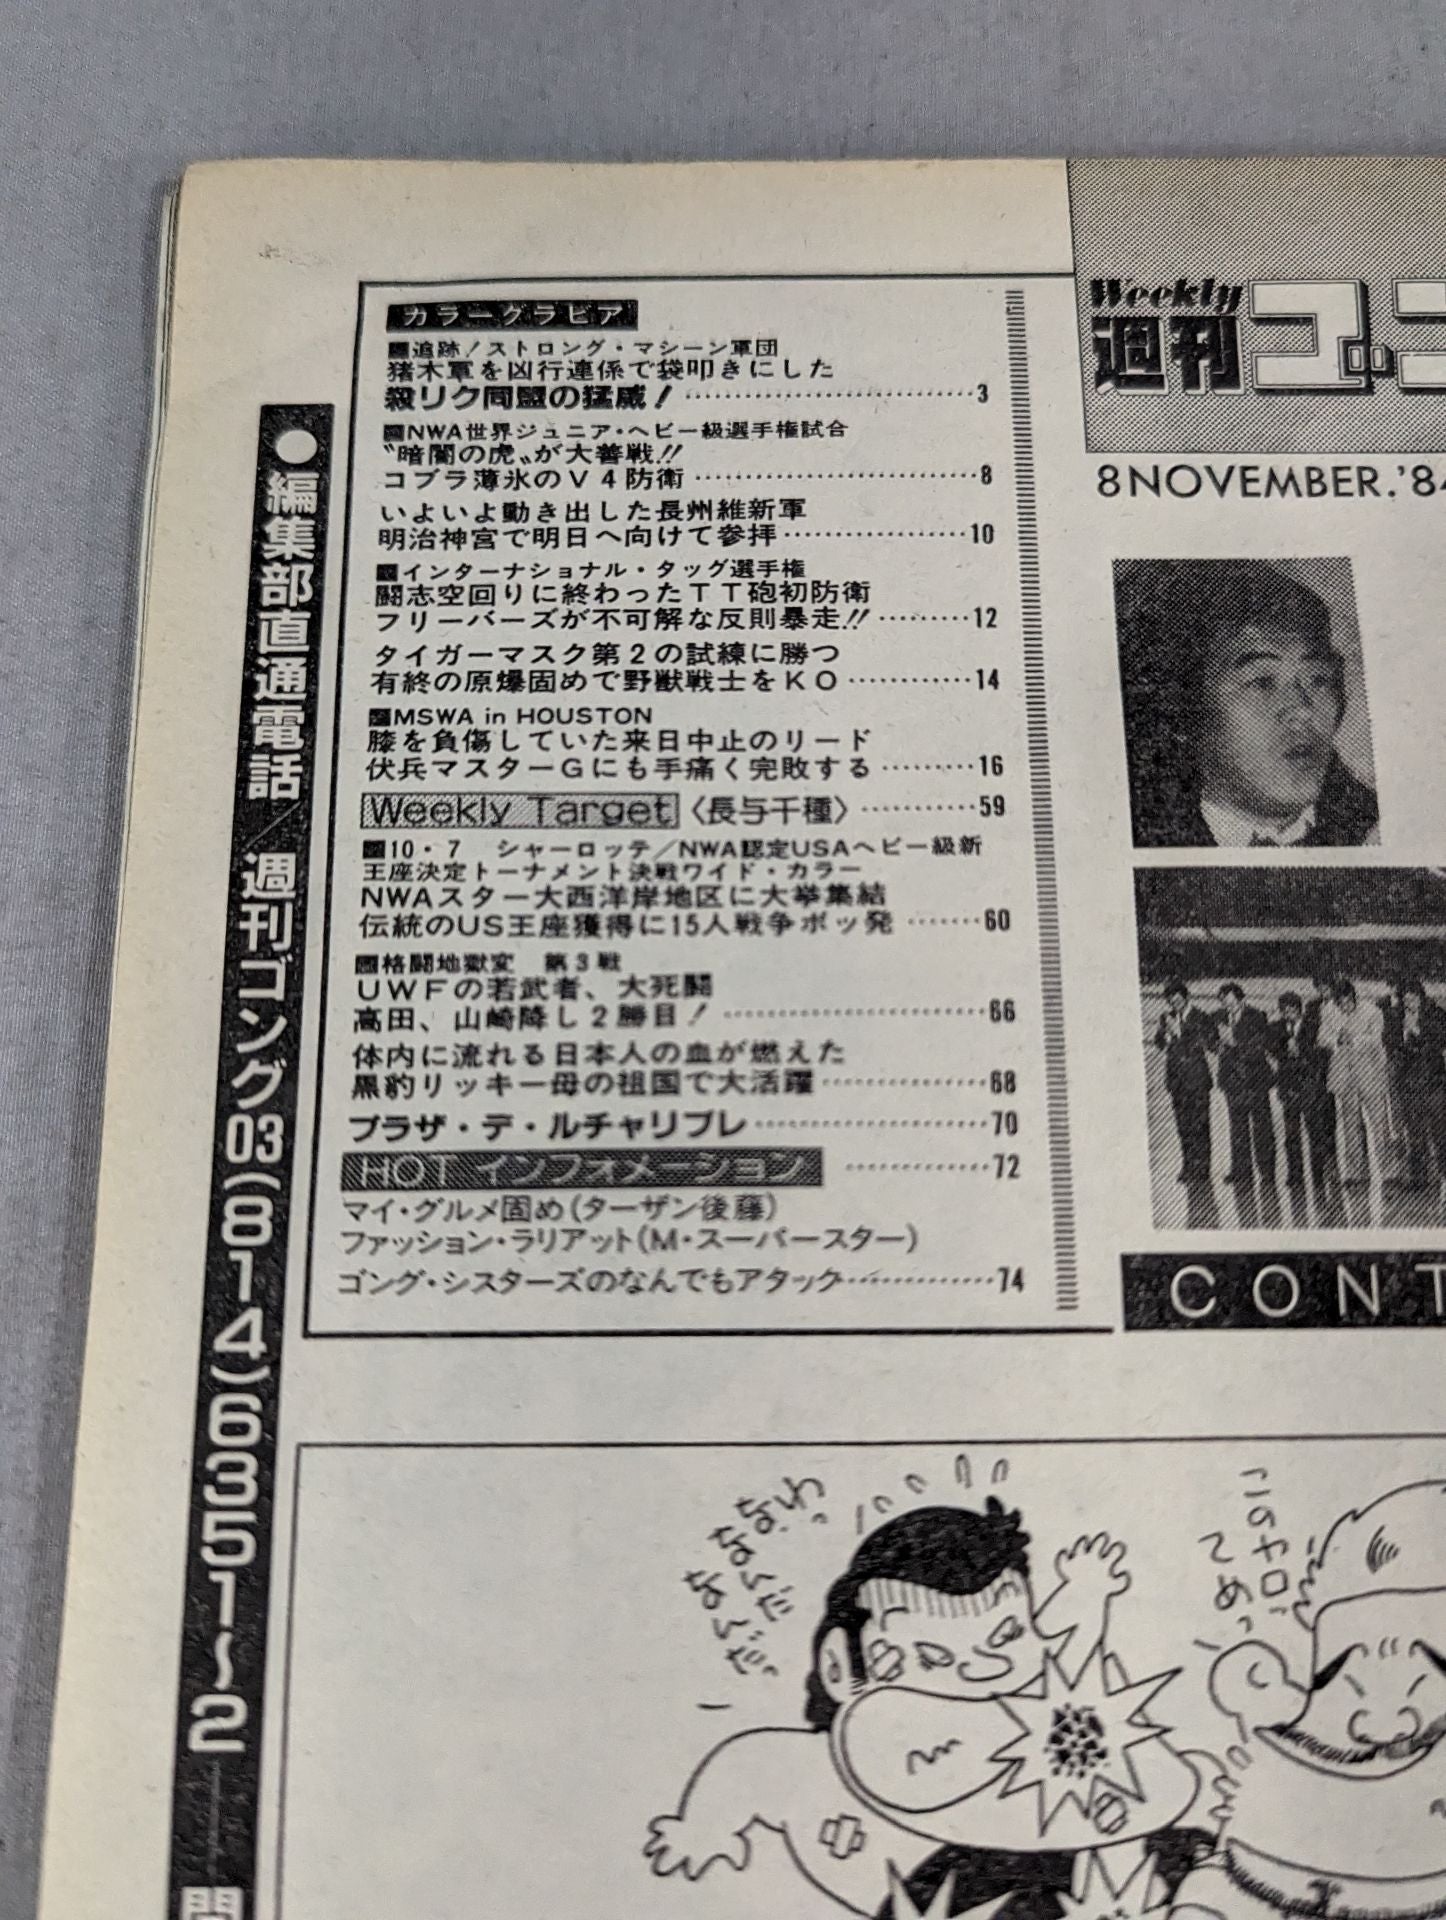 カラーグラビア
■追跡！ストロング・マシーン軍団
猪木軍を凶行連係で袋叩きにした
殺リク同盟の猛威！…………………………3
■NWA世界ジュニア・ヘビー級選手権試合
〝暗闇の虎〟が大善戦!!
コブラ薄氷のＶ４防衛…………………………8
いよいよ動き出した長州維新軍
明治神宮で明日へ向けて参拝………………10
■インターナショナル・タッグ選手権
闘志空回りに終わったＴＴ砲初防衛
フリーバーズが不可解な反則暴走!!………12
タイガーマスク第２の試練に勝つ
有終の原爆固めで野獣戦士をＫＯ…………14
■MSWA in HOUSTON
膝を負傷していた来日中止のリード
伏兵マスターＧにも手痛く完敗する………16
Weekly Target〈長与千種〉…………59
■10・7 シャーロッテ／NWA認定USAヘビー級新
王座決定トーナメント決戦ワイド・カラー
NWAスター大西洋岸地区に大挙集結
伝統のUS王座獲得に15人戦争ボッ発………60
■格闘地獄変 第３戦
ＵＷＦの若武者、大死闘
高田、山崎降し２勝目！………………………66
体内に流れる日本人の血が燃えた
黒豹リッキー母の祖国で大活躍………………68
プラザ・デ・ルチャリブレ……………………70
HOT インフォメーション………………72
マイ・グルメ固め(ターザン後藤)
ファッション・ラリアット(M・スーパースター)
ゴング・シスターズのなんでもアタック……………74
●編集部直通電話／週刊ゴング03(814)6351〜2
Weekly
週刊ゴ
8NOVEMBER.'84
CONT
わっ
なな
なんだ
なんだっ
このヤロ、
てめっ